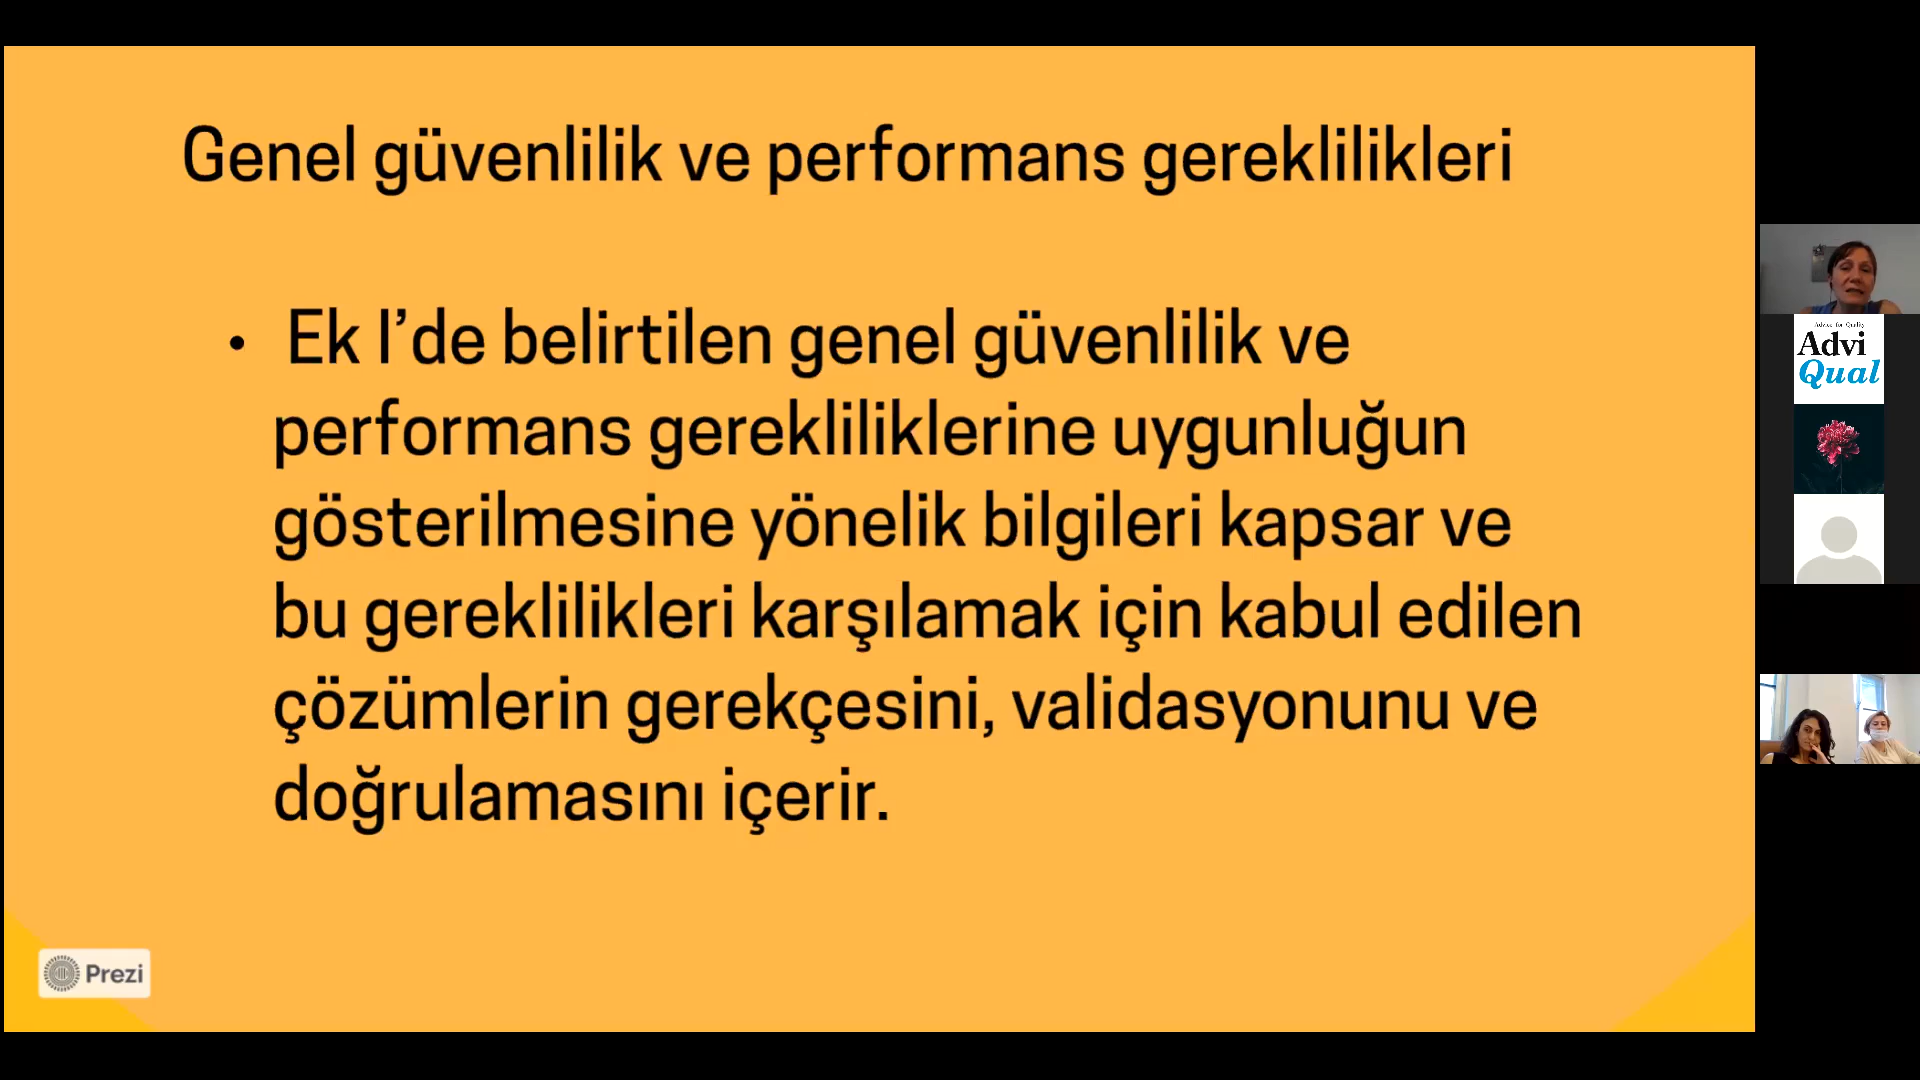 Genel güvenlilik ve performans gereklilikleri
• Ek I’de belirtilen genel güvenlilik ve
performans gerekliliklerine uygunluğun
gösterilmesine yönelik bilgileri kapsar ve
bu gereklilikleri karşılamak için kabul edilen
çözümlerin gerekçesini, validasyonunu ve
doğrulamasını içerir.
Prezi
Advice for Quality
Advi
Qual